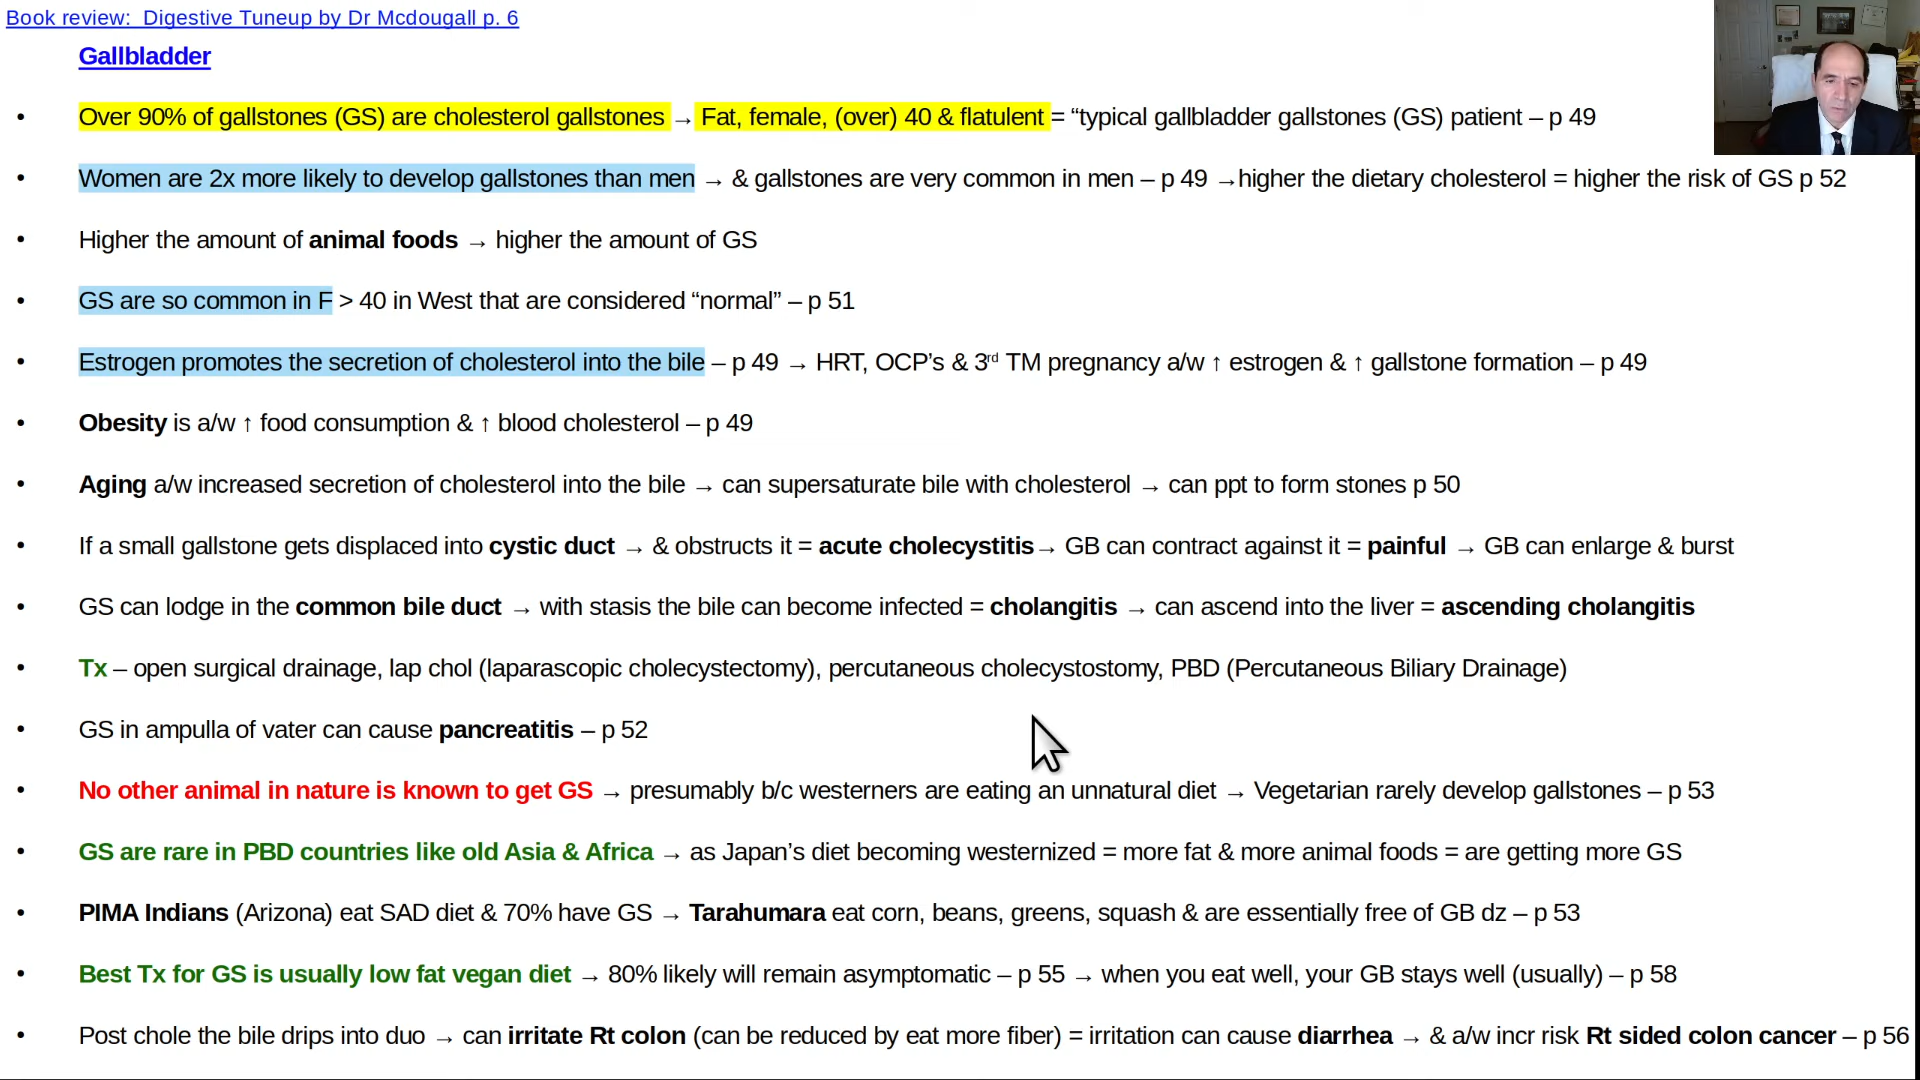 Book review:  Digestive Tuneup by Dr Mcdougall p. 6
Gallbladder
• Over 90% of gallstones (GS) are cholesterol gallstones → Fat, female, (over) 40 & flatulent = “typical gallbladder gallstones (GS) patient – p 49
• Women are 2x more likely to develop gallstones than men → & gallstones are very common in men – p 49 →higher the dietary cholesterol = higher the risk of GS p 52
• Higher the amount of animal foods → higher the amount of GS
• GS are so common in F > 40 in West that are considered “normal” – p 51
• Estrogen promotes the secretion of cholesterol into the bile – p 49 → HRT, OCP’s & 3rd TM pregnancy a/w ↑ estrogen & ↑ gallstone formation – p 49
• Obesity is a/w ↑ food consumption & ↑ blood cholesterol – p 49
• Aging a/w increased secretion of cholesterol into the bile → can supersaturate bile with cholesterol → can ppt to form stones p 50
• If a small gallstone gets displaced into cystic duct → & obstructs it = acute cholecystitis→ GB can contract against it = painful → GB can enlarge & burst
• GS can lodge in the common bile duct → with stasis the bile can become infected = cholangitis → can ascend into the liver = ascending cholangitis
• Tx – open surgical drainage, lap chol (laparascopic cholecystectomy), percutaneous cholecystostomy, PBD (Percutaneous Biliary Drainage)
• GS in ampulla of vater can cause pancreatitis – p 52
• No other animal in nature is known to get GS → presumably b/c westerners are eating an unnatural diet → Vegetarian rarely develop gallstones – p 53
• GS are rare in PBD countries like old Asia & Africa → as Japan’s diet becoming westernized = more fat & more animal foods = are getting more GS
• PIMA Indians (Arizona) eat SAD diet & 70% have GS → Tarahumara eat corn, beans, greens, squash & are essentially free of GB dz – p 53
• Best Tx for GS is usually low fat vegan diet → 80% likely will remain asymptomatic – p 55 → when you eat well, your GB stays well (usually) – p 58
• Post chole the bile drips into duo → can irritate Rt colon (can be reduced by eat more fiber) = irritation can cause diarrhea → & a/w incr risk Rt sided colon cancer – p 56